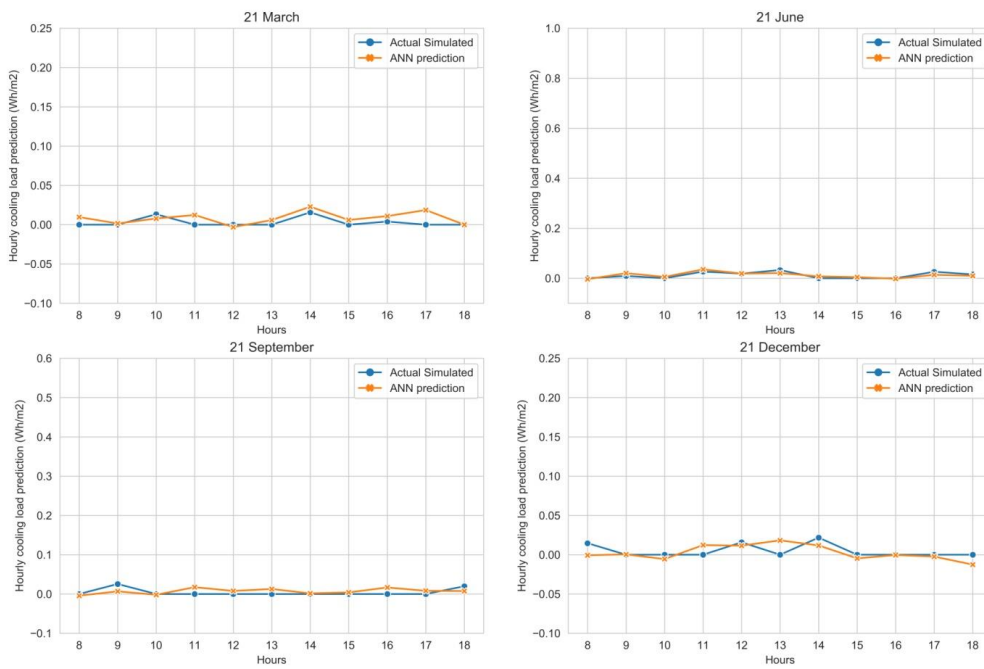 21 March
Hourly cooling load prediction (Wh/m2)
0.25
0.20
0.15
0.10
0.05
0.00
−0.05
−0.10
Actual Simulated
ANN prediction
8 9 10 11 12 13 14 15 16 17 18
Hours
21 June
Hourly cooling load prediction (Wh/m2)
1.0
0.8
0.6
0.4
0.2
0.0
Actual Simulated
ANN prediction
8 9 10 11 12 13 14 15 16 17 18
Hours
21 September
Hourly cooling load prediction (Wh/m2)
0.6
0.5
0.4
0.3
0.2
0.1
0.0
−0.1
Actual Simulated
ANN prediction
8 9 10 11 12 13 14 15 16 17 18
Hours
21 December
Hourly cooling load prediction (Wh/m2)
0.25
0.20
0.15
0.10
0.05
0.00
−0.05
−0.10
Actual Simulated
ANN prediction
8 9 10 11 12 13 14 15 16 17 18
Hours